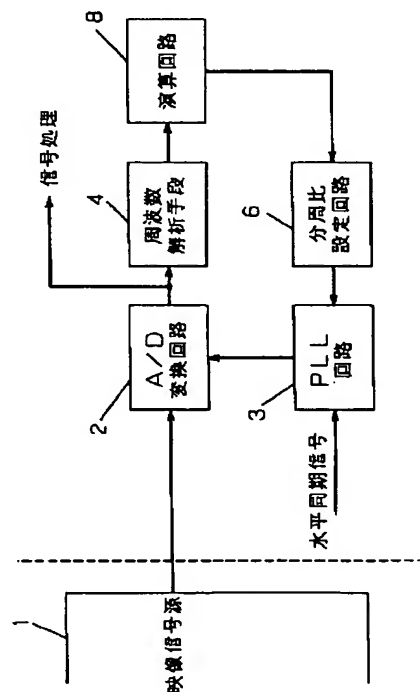 1
映像信号源
2
A/D
変換回路
信号処理
4
周波数
解析手段
8
演算回路
水平同期信号
3
PLL
回路
6
分周比
設定回路